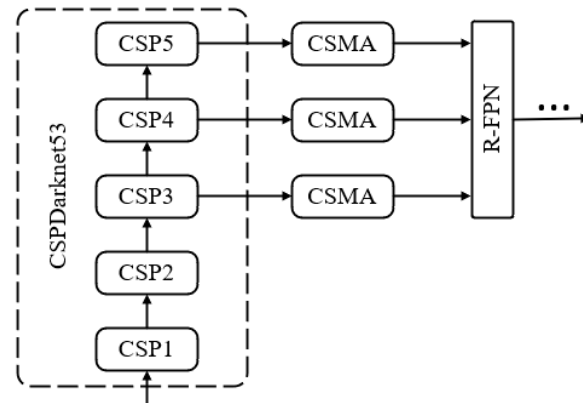 CSP5
CSMA
CSP4
CSMA
CSP3
CSMA
CSP2
CSP1
CSPDarknet53
R-FPN
...